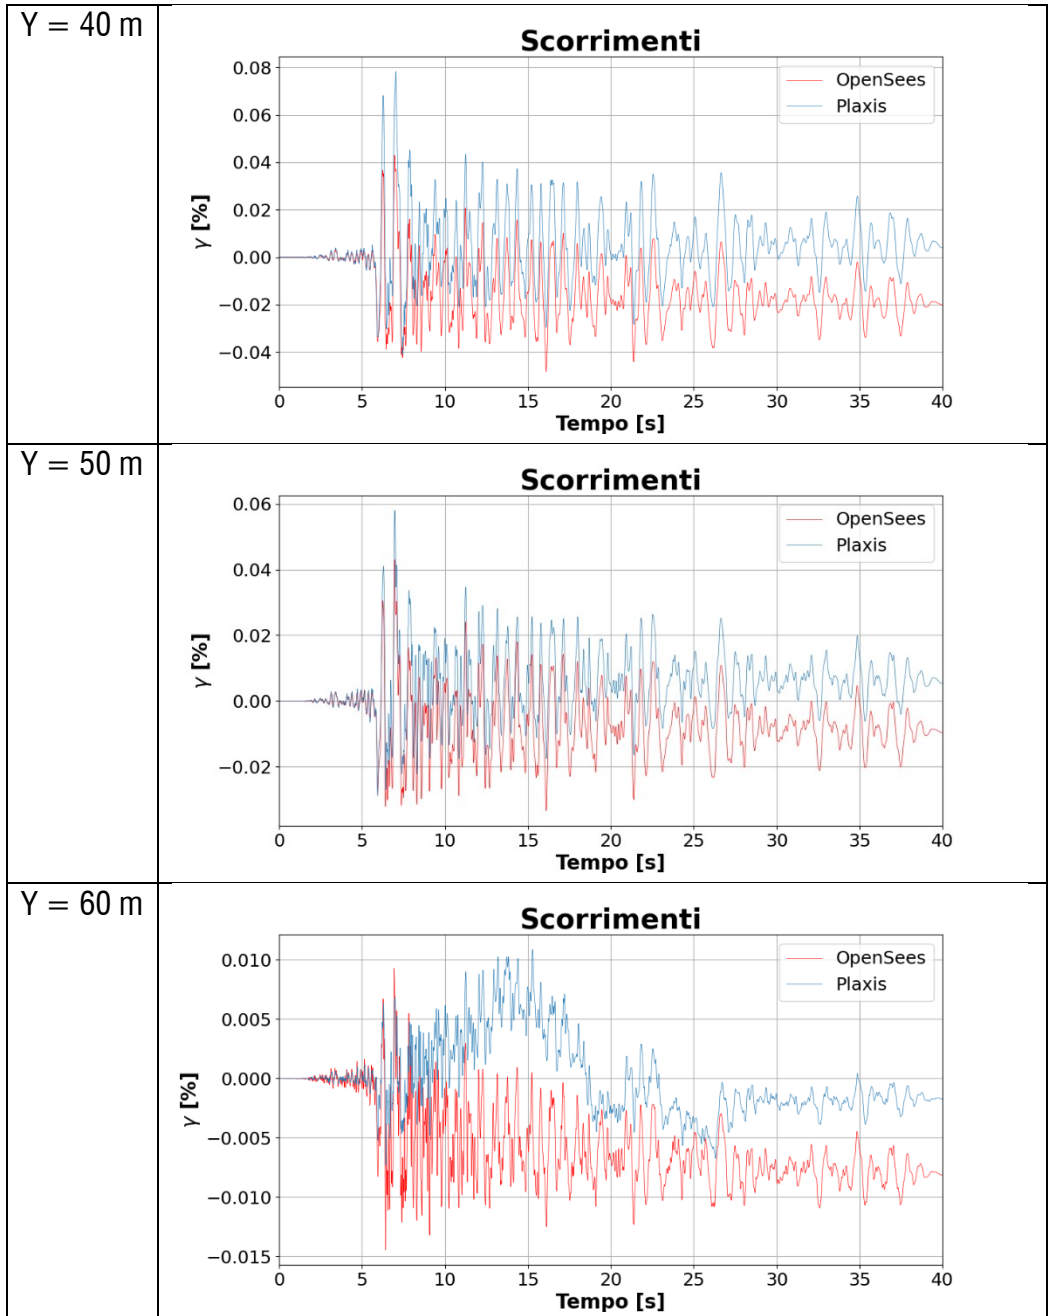 Y = 40 m
Scorrimenti
OpenSees
Plaxis
γ [%]
0.08
0.06
0.04
0.02
0.00
−0.02
−0.04
0 5 10 15 20 25 30 35 40
Tempo [s]
Y = 50 m
Scorrimenti
OpenSees
Plaxis
γ [%]
0.06
0.04
0.02
0.00
−0.02
0 5 10 15 20 25 30 35 40
Tempo [s]
Y = 60 m
Scorrimenti
OpenSees
Plaxis
γ [%]
0.010
0.005
0.000
−0.005
−0.010
−0.015
0 5 10 15 20 25 30 35 40
Tempo [s]